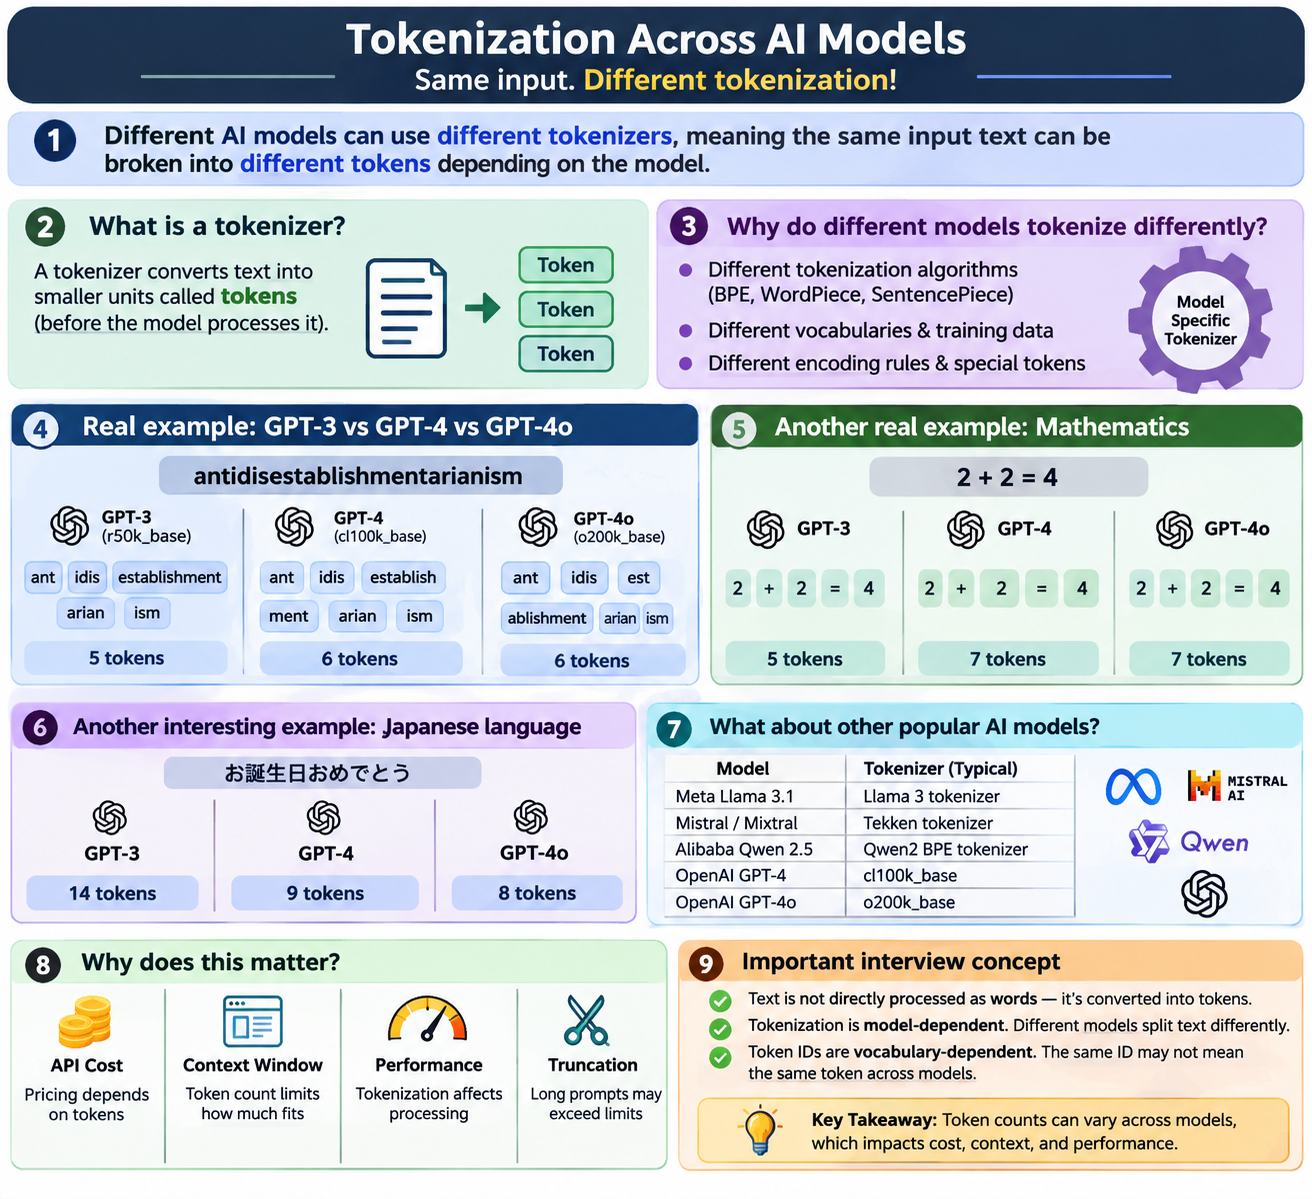 Tokenization Across AI Models
Same input. Different tokenization!
1
Different AI models can use different tokenizers, meaning the same input text can be
broken into different tokens depending on the model.
2 What is a tokenizer?
A tokenizer converts text into
smaller units called tokens
(before the model processes it).
Token
Token
Token
3 Why do different models tokenize differently?
Different tokenization algorithms
(BPE, WordPiece, SentencePiece)
Different vocabularies & training data
Different encoding rules & special tokens
Model
Specific
Tokenizer
4 Real example: GPT-3 vs GPT-4 vs GPT-4o
antidisestablishmentarianism
GPT-3
(r50k_base)
ant idis establishment
arian ism
5 tokens
GPT-4
(cl100k_base)
ant idis establish
ment arian ism
6 tokens
GPT-4o
(o200k_base)
ant idis est
ablishment arian ism
6 tokens
5 Another real example: Mathematics
2 + 2 = 4
GPT-3
2 + 2 = 4
5 tokens
GPT-4
2 + 2 = 4
7 tokens
GPT-4o
2 + 2 = 4
7 tokens
6 Another interesting example: Japanese language
お誕生日おめでとう
GPT-3
14 tokens
GPT-4
9 tokens
GPT-4o
8 tokens
7 What about other popular AI models?
Model Tokenizer (Typical)
Meta Llama 3.1 Llama 3 tokenizer
Mistral / Mixtral Tekken tokenizer
Alibaba Qwen 2.5 Qwen2 BPE tokenizer
OpenAI GPT-4 cl100k_base
OpenAI GPT-4o o200k_base
MISTRAL
AI
Qwen
8 Why does this matter?
API Cost
Pricing depends
on tokens
Context Window
Token count limits
how much fits
Performance
Tokenization affects
processing
Truncation
Long prompts may
exceed limits
9 Important interview concept
Text is not directly processed as words — it's converted into tokens.
Tokenization is model-dependent. Different models split text differently.
Token IDs are vocabulary-dependent. The same ID may not mean
the same token across models.
Key Takeaway: Token counts can vary across models,
which impacts cost, context, and performance.